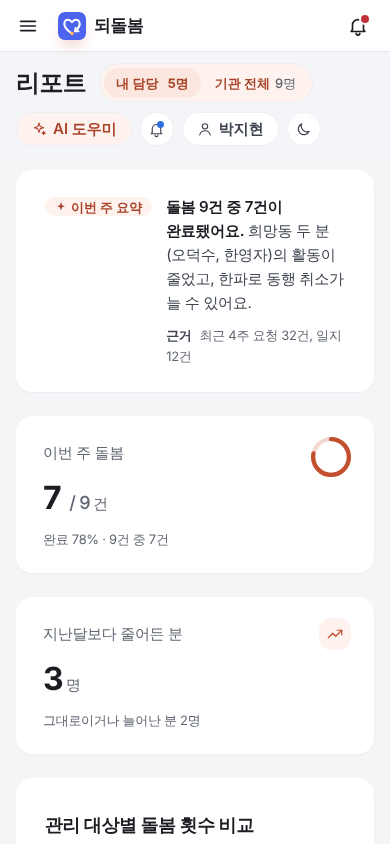 되돌봄
리포트
내 담당 5명 기관 전체 9명
AI 도우미
박지현
이번 주 요약
돌봄 9건 중 7건이
완료됐어요. 희망동 두 분
(오덕수, 한영자)의 활동이
줄었고, 한파로 동행 취소가
늘 수 있어요.
근거 최근 4주 요청 32건, 일지
12건
이번 주 돌봄
7 / 9 건
완료 78% · 9건 중 7건
지난달보다 줄어든 분
3 명
그대로이거나 늘어난 분 2명
관리 대상별 돌봄 횟수 비교